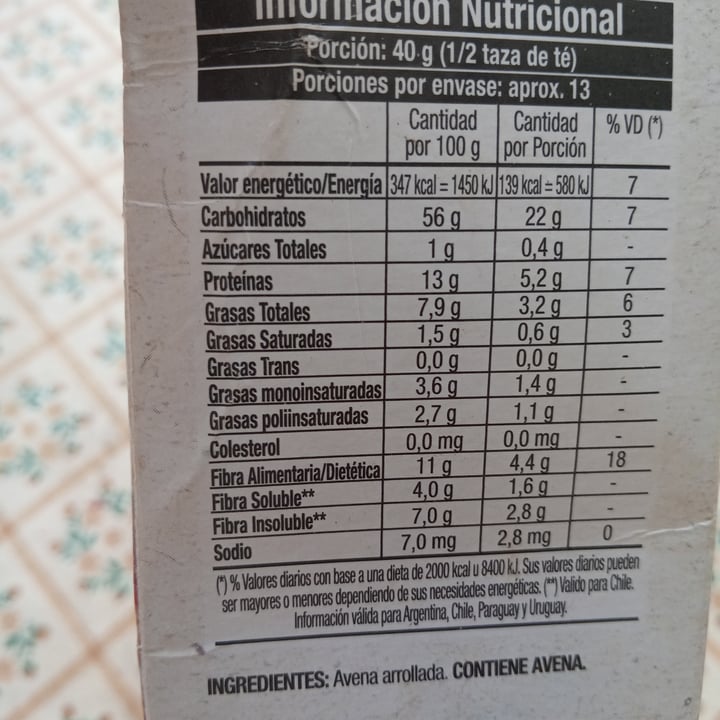 Información Nutricional
Porción: 40 g (1/2 taza de té)
Porciones por envase: aprox. 13
Cantidad por 100 g Cantidad por Porción % VD (*)
Valor energético/Energía 347 kcal = 1450 kJ 139 kcal = 580 kJ 7
Carbohidratos 56 g 22 g 7
Azúcares Totales 1 g 0,4 g -
Proteínas 13 g 5,2 g 7
Grasas Totales 7,9 g 3,2 g 6
Grasas Saturadas 1,5 g 0,6 g 3
Grasas Trans 0,0 g 0,0 g -
Grasas monoinsaturadas 3,6 g 1,4 g -
Grasas poliinsaturadas 2,7 g 1,1 g -
Colesterol 0,0 mg 0,0 mg -
Fibra Alimentaria/Dietética 11 g 4,4 g 18
Fibra Soluble** 4,0 g 1,6 g -
Fibra Insoluble** 7,0 g 2,8 g -
Sodio 7,0 mg 2,8 mg 0
(*) % Valores diarios con base a una dieta de 2000 kcal u 8400 kJ. Sus valores diarios pueden
ser mayores o menores dependiendo de sus necesidades energéticas. (**) Valido para Chile.
Información válida para Argentina, Chile, Paraguay y Uruguay.
INGREDIENTES: Avena arrollada. CONTIENE AVENA.